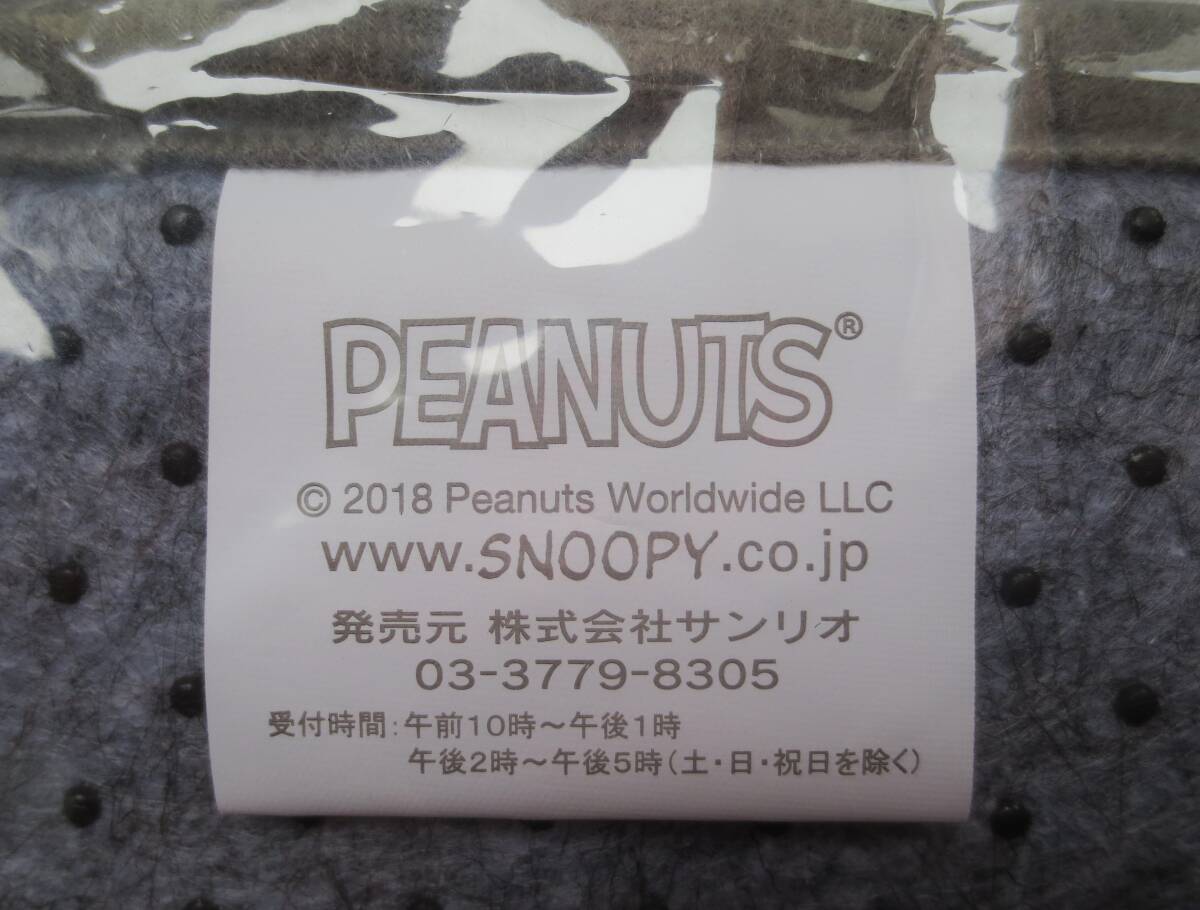 PEANUTS®
© 2018 Peanuts Worldwide LLC
www.SNOOPY.co.jp
発売元 株式会社サンリオ
03-3779-8305
受付時間:午前10時～午後1時
午後2時～午後5時(土・日・祝日を除く)